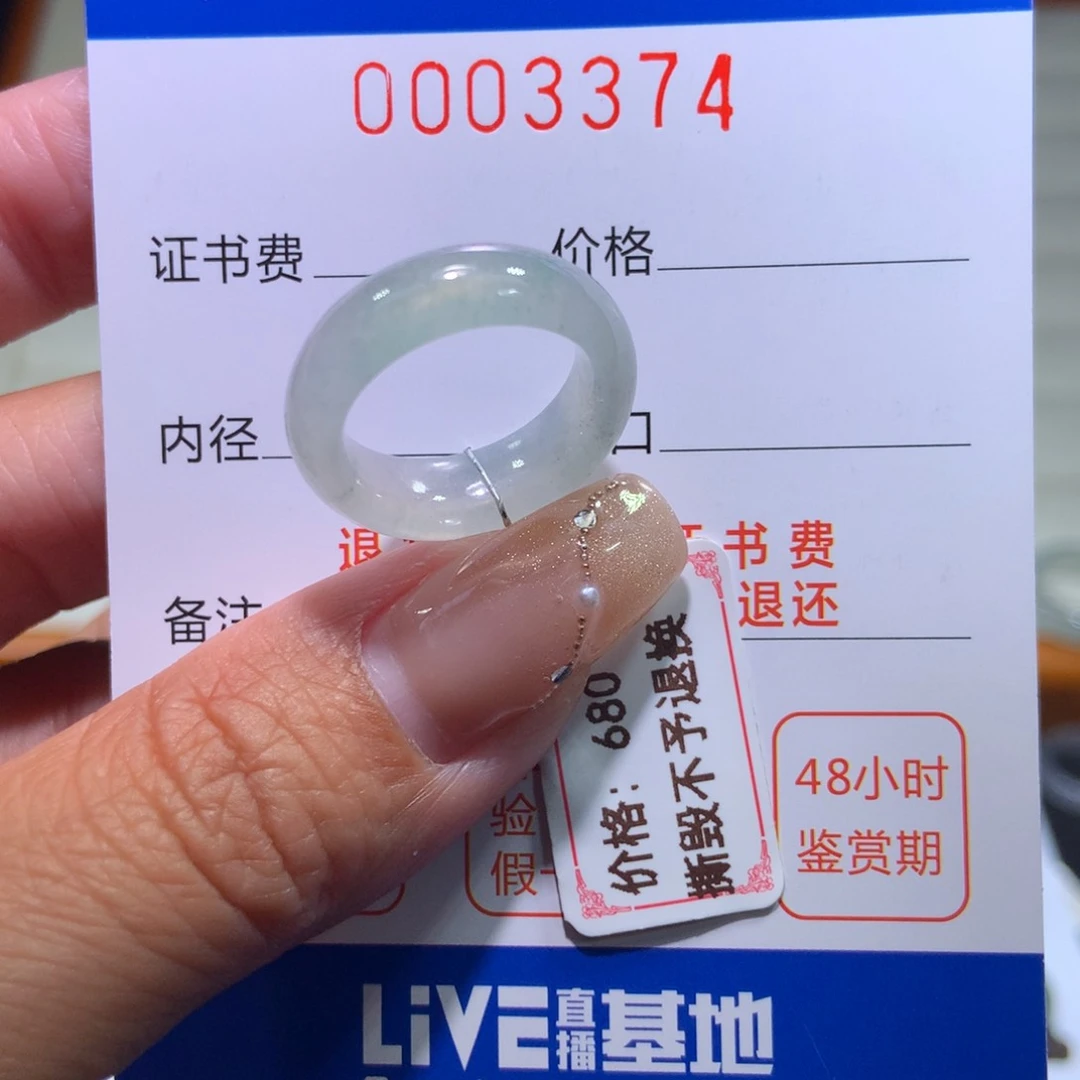 0003374
证书费 价格
内径 口
退 证书费
备注 退还
价格: 680
撕毁不予退换
验
假一
48小时
鉴赏期
LiVE直播基地